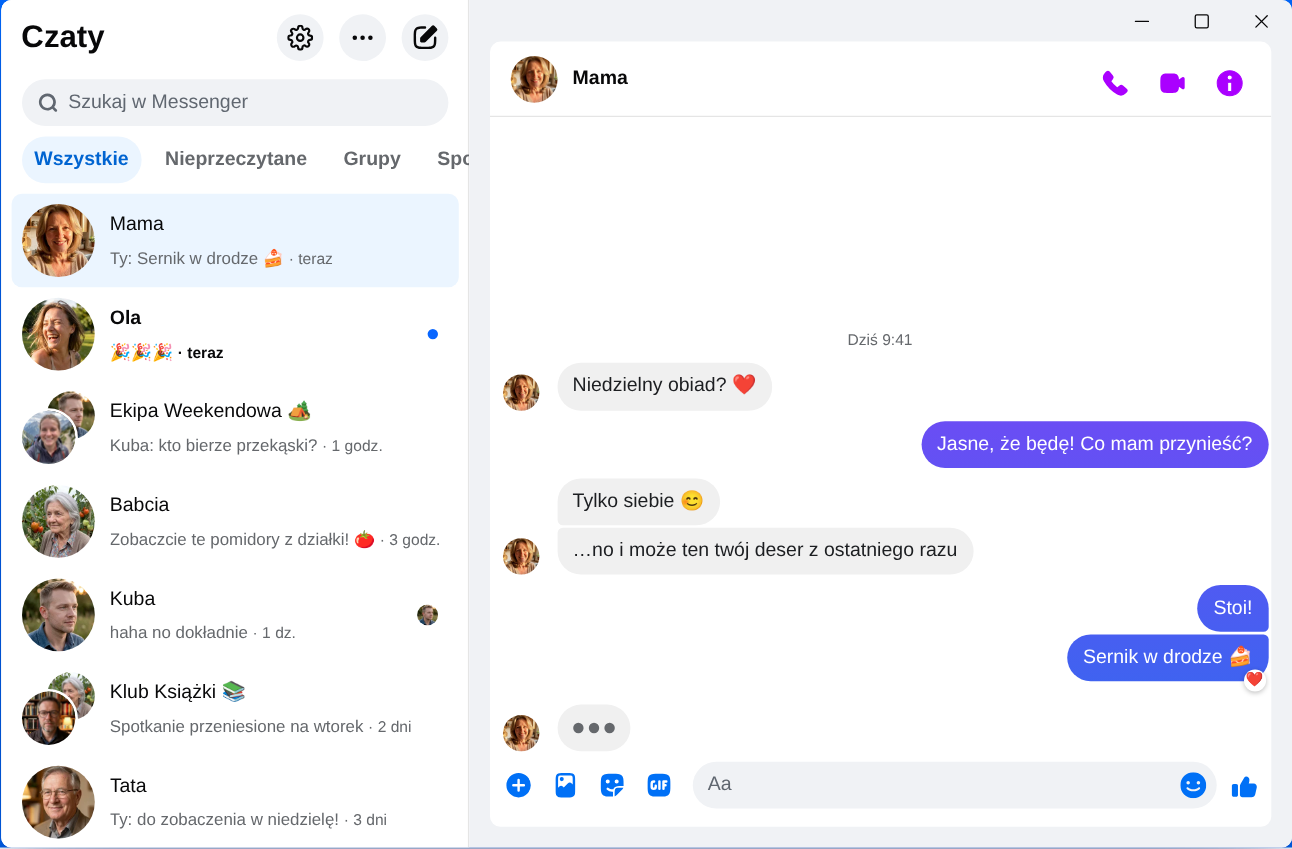 Czaty
Szukaj w Messenger
Wszystkie Nieprzeczytane Grupy Spo
Mama
Ty: Sernik w drodze 🍰 · teraz
Ola
🎉🎉🎉 · teraz
Ekipa Weekendowa 🏕️
Kuba: kto bierze przekąski? · 1 godz.
Babcia
Zobaczcie te pomidory z działki! 🍅 · 3 godz.
Kuba
haha no dokładnie · 1 dz.
Klub Książki 📚
Spotkanie przeniesione na wtorek · 2 dni
Tata
Ty: do zobaczenia w niedzielę! · 3 dni
Mama
Dziś 9:41
Niedzielny obiad? ❤️
Jasne, że będę! Co mam przynieść?
Tylko siebie 😊
…no i może ten twój deser z ostatniego razu
Stoi!
Sernik w drodze 🍰
❤️
GIF
Aa